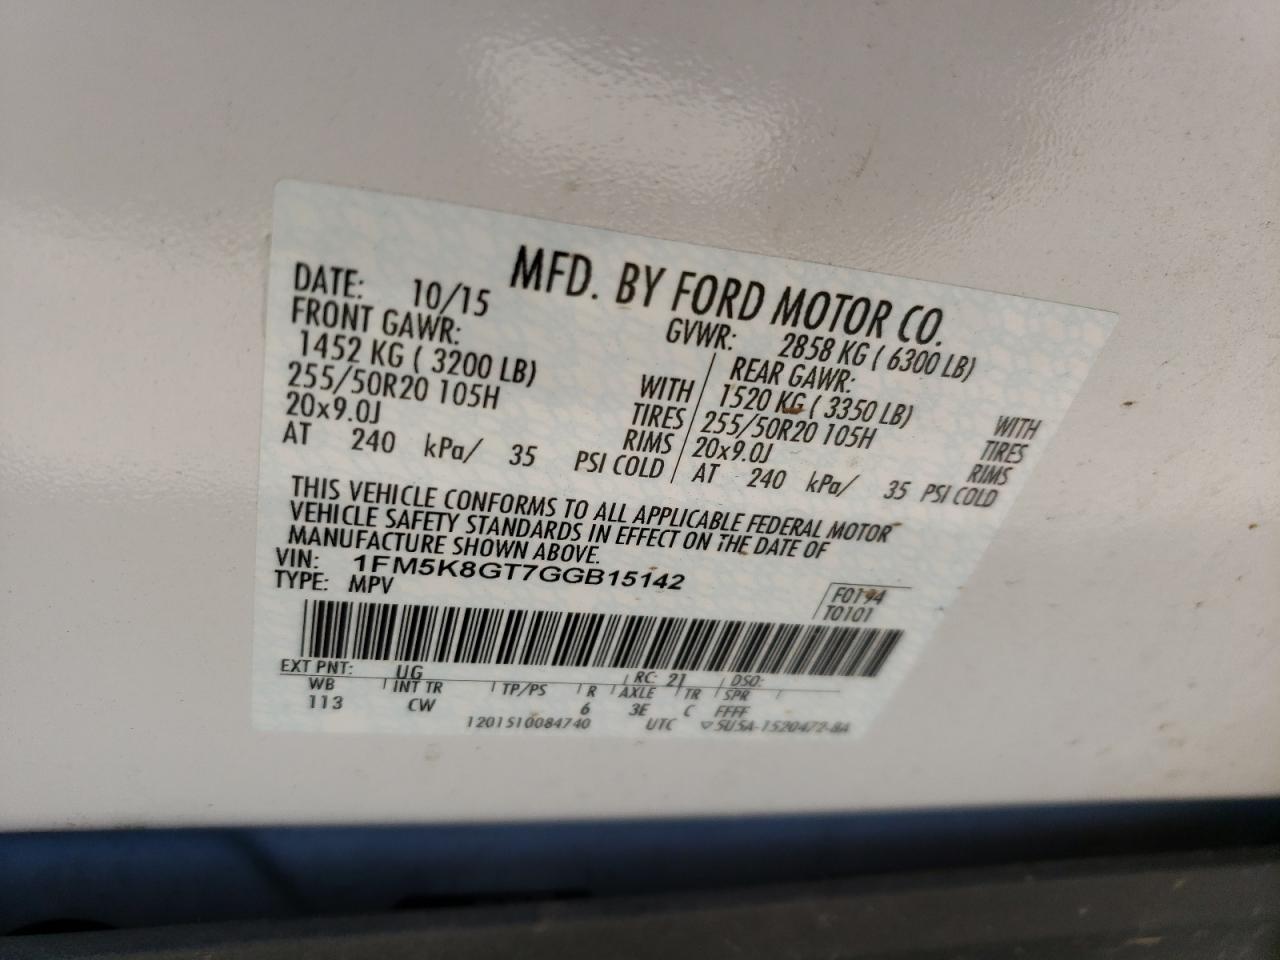 MFD. BY FORD MOTOR CO.
DATE: 10/15
GVWR: 2858 KG ( 6300 LB)
FRONT GAWR:
1452 KG ( 3200 LB) WITH
255/50R20 105H TIRES
20x9.0J RIMS
AT 240 kPa/ 35 PSI COLD
REAR GAWR:
1520 KG ( 3350 LB) WITH
255/50R20 105H TIRES
20x9.0J RIMS
AT 240 kPa/ 35 PSI COLD
THIS VEHICLE CONFORMS TO ALL APPLICABLE FEDERAL MOTOR
VEHICLE SAFETY STANDARDS IN EFFECT ON THE DATE OF
MANUFACTURE SHOWN ABOVE.
VIN: 1FM5K8GT7GGB15142
TYPE: MPV
F0194
T0101
EXT PNT: UG RC: 21 DSO:
WB INT TR TP/PS R AXLE TR SPR
113 CW 6 3E C FFFF
1201510084740 UTC ▽ 5U5A-1520472-BA